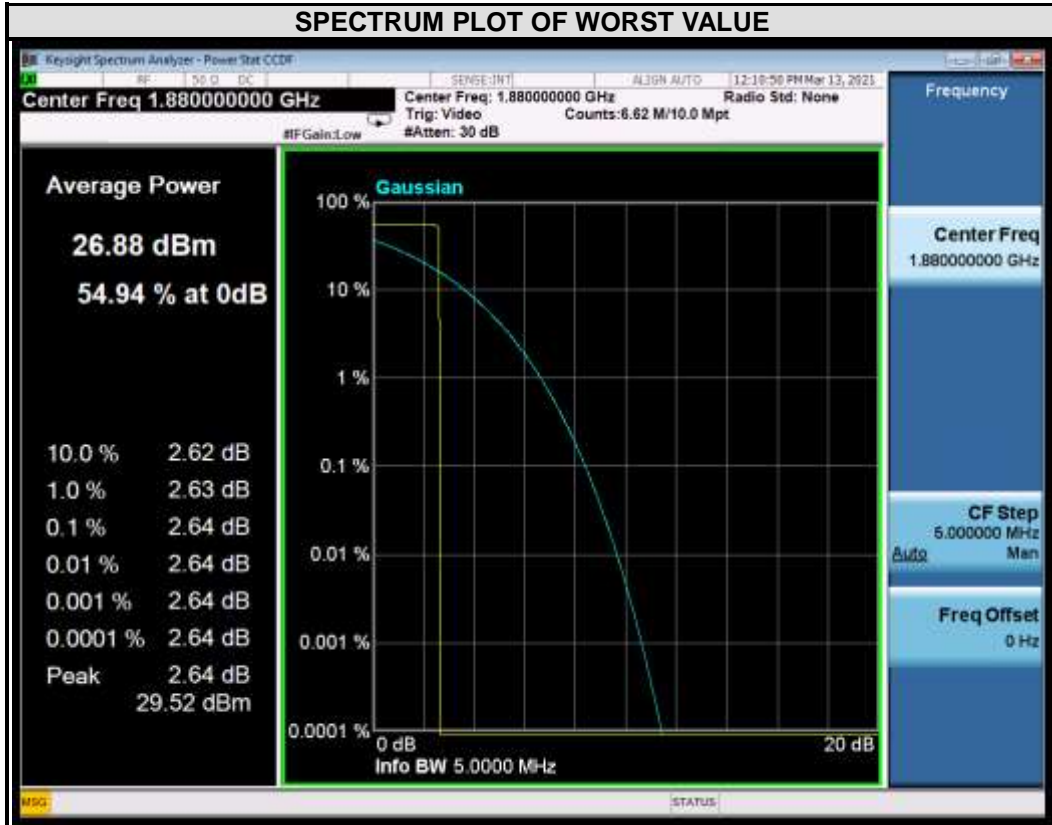 SPECTRUM PLOT OF WORST VALUE
Keysight Spectrum Analyzer - Power Stat CCDF
RF 50 Ω DC SENSE:INT ALIGN AUTO 12:10:50 PM Mar 13, 2021
Center Freq 1.880000000 GHz
Center Freq: 1.880000000 GHz Radio Std: None
Trig: Video Counts:6.62 M/10.0 Mpt
#IFGain:Low #Atten: 30 dB
Frequency
Average Power
26.88 dBm
54.94 % at 0dB
10.0 % 2.62 dB
1.0 % 2.63 dB
0.1 % 2.64 dB
0.01 % 2.64 dB
0.001 % 2.64 dB
0.0001 % 2.64 dB
Peak 2.64 dB
29.52 dBm
Gaussian
100 %
10 %
1 %
0.1 %
0.01 %
0.001 %
0.0001 %
0 dB 20 dB
Info BW 5.0000 MHz
Center Freq
1.880000000 GHz
CF Step
5.000000 MHz
Auto Man
Freq Offset
0 Hz
MSG STATUS